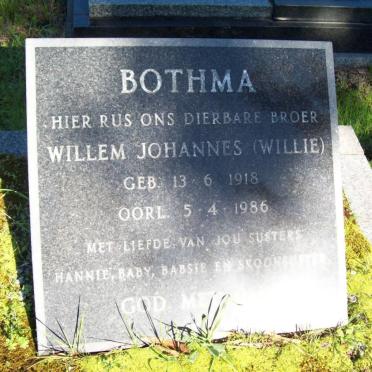 BOTHMA
HIER RUS ONS DIERBARE BROER
WILLEM JOHANNES (WILLIE)
GEB. 13·6·1918
OORL. 5·4·1986
MET LIEFDE VAN JOU SUSTERS
HANNIE, BABY, BABSIE EN SKOONSUSTER
GOD